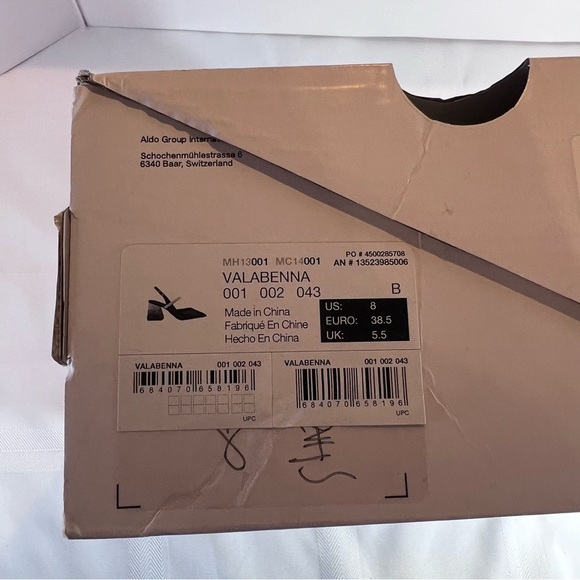 Aldo Group
Schochenmühlestrasse 6
6340 Baar, Switzerland
MH13001 MC14001
PO # 4500285708
AN # 13523985006
VALABENNA
001 002 043 B
Made in China
Fabriqué En Chine
Hecho En China
US: 8
EURO: 38.5
UK: 5.5
VALABENNA 001 002 043
684070658196
UPC
VALABENNA 001 002 043
684070658196
UPC
8